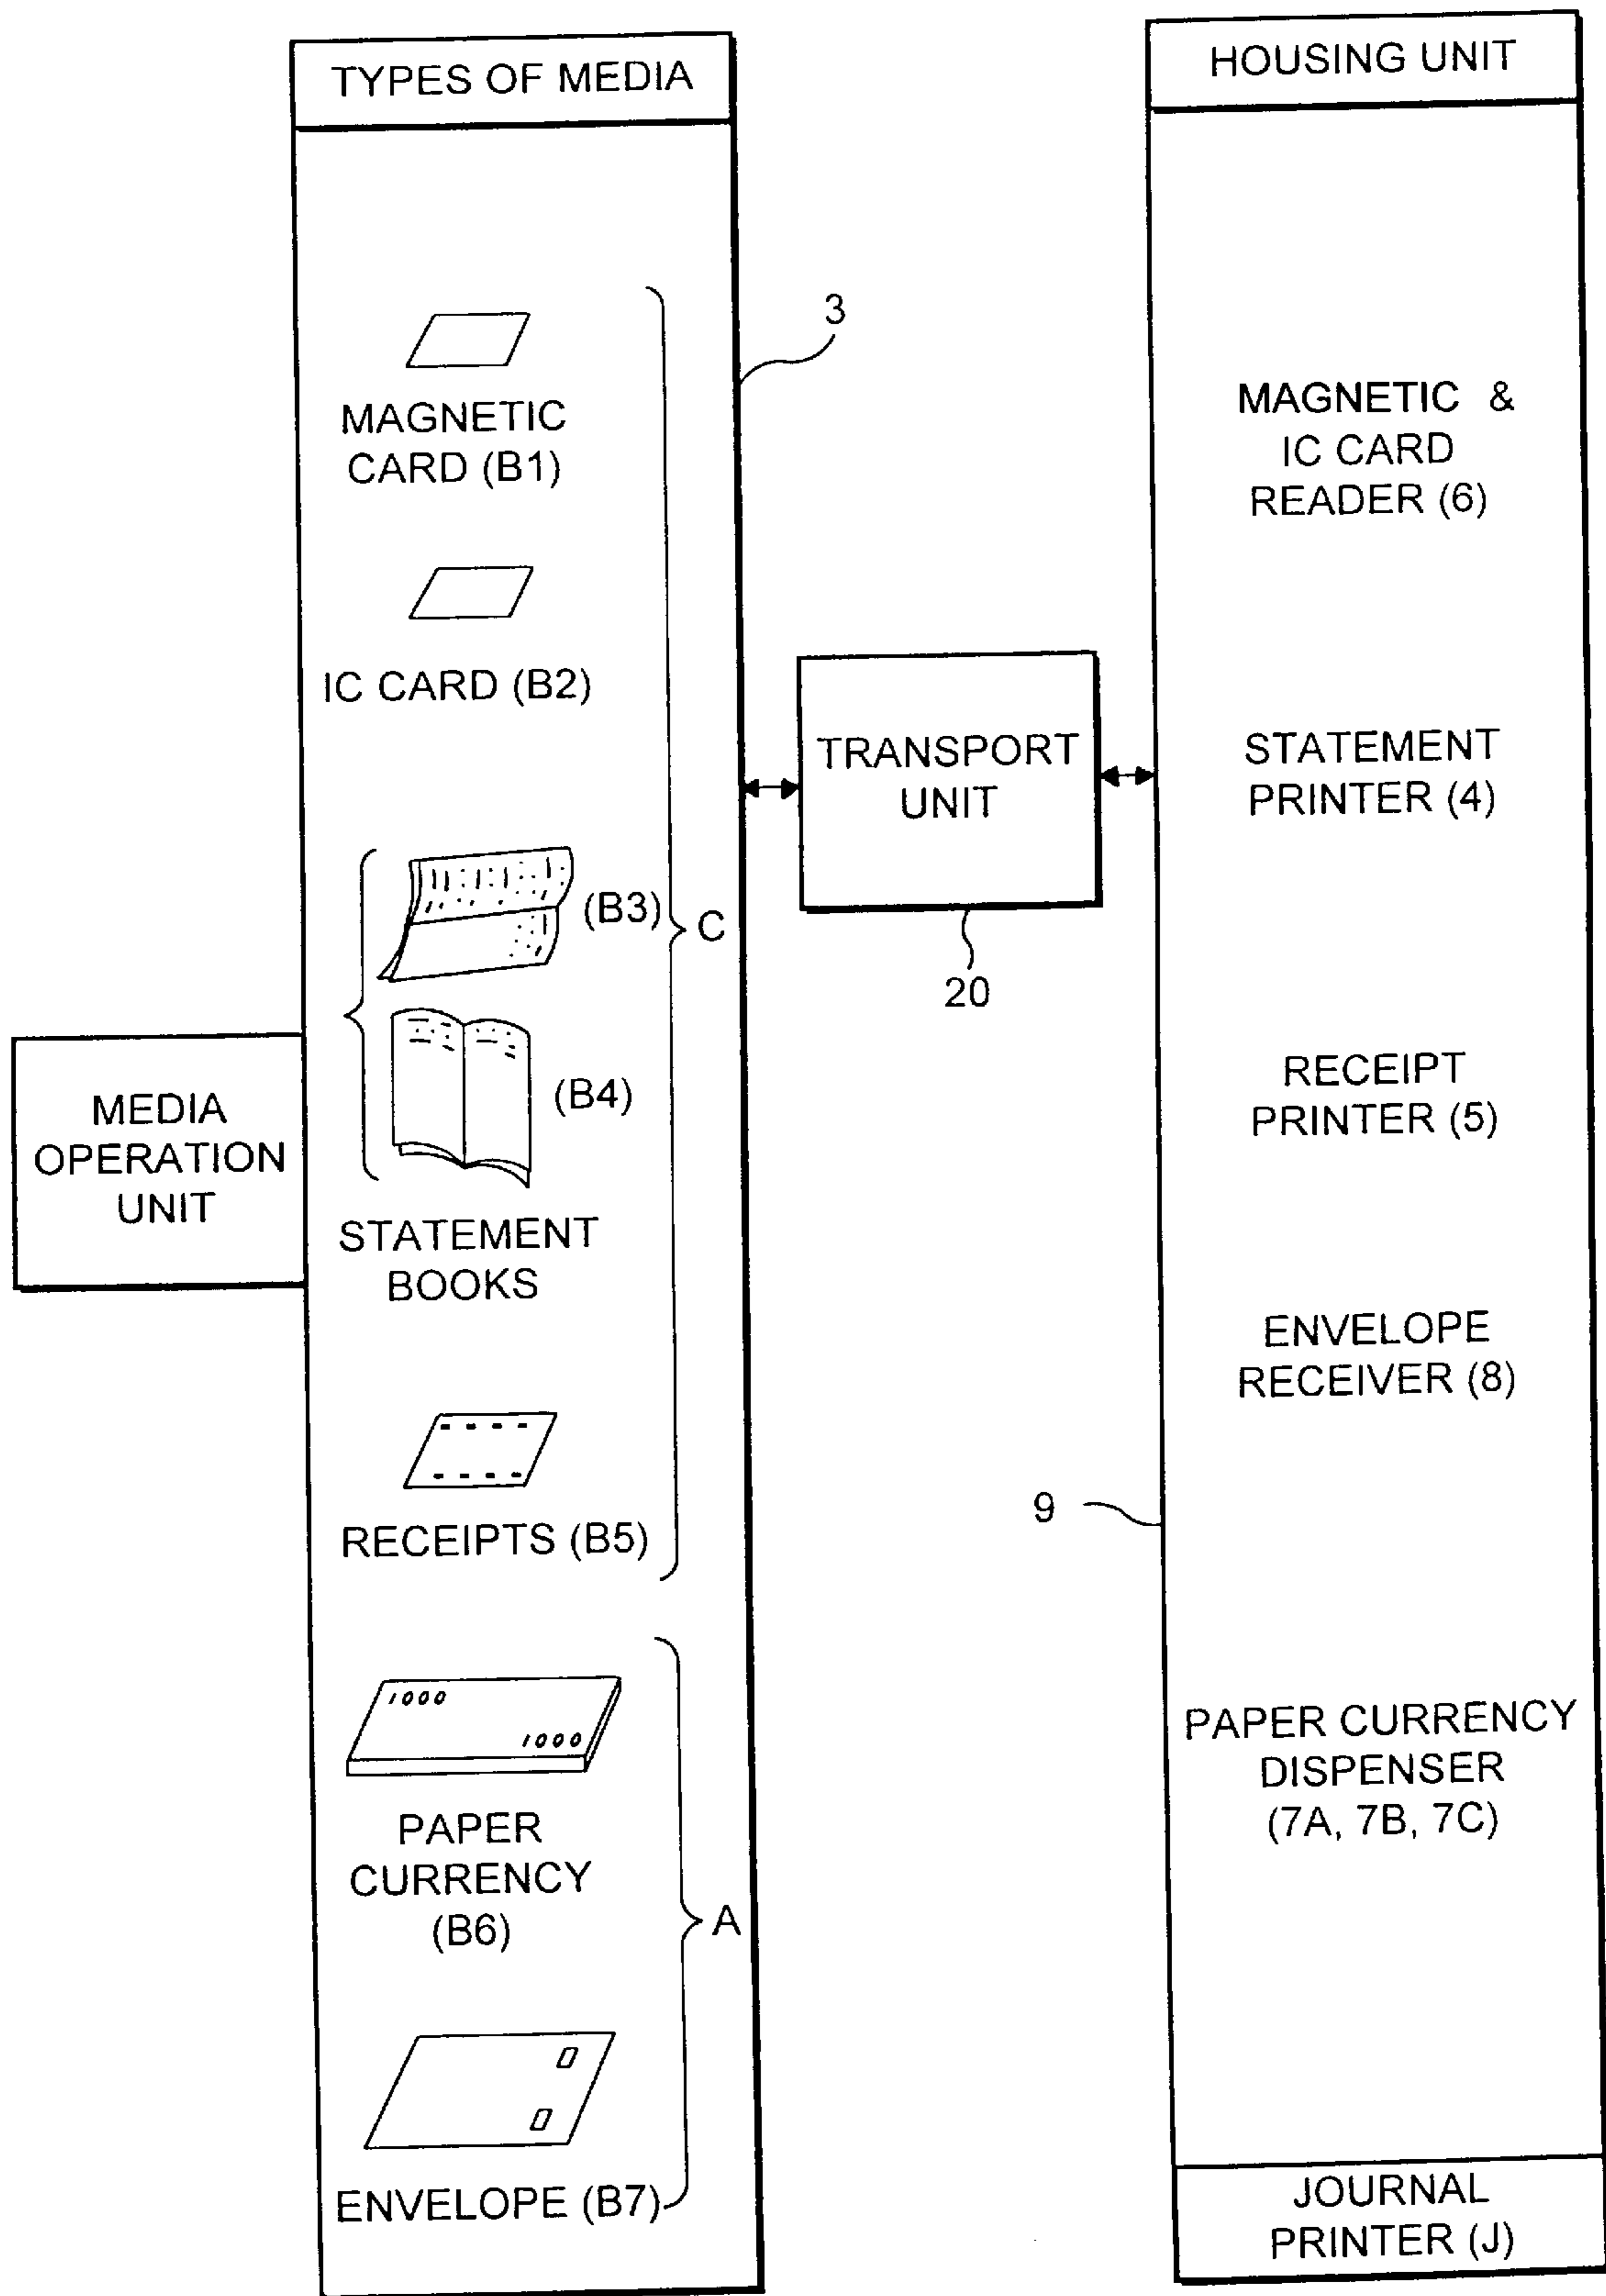 TYPES OF MEDIA
MAGNETIC
CARD (B1)
IC CARD (B2)
(B3)
(B4)
STATEMENT
BOOKS
RECEIPTS (B5)
C
1000
1000
PAPER
CURRENCY
(B6)
A
ENVELOPE (B7)
MEDIA
OPERATION
UNIT
3
TRANSPORT
UNIT
20
HOUSING UNIT
MAGNETIC &
IC CARD
READER (6)
STATEMENT
PRINTER (4)
RECEIPT
PRINTER (5)
ENVELOPE
RECEIVER (8)
9
PAPER CURRENCY
DISPENSER
(7A, 7B, 7C)
JOURNAL
PRINTER (J)